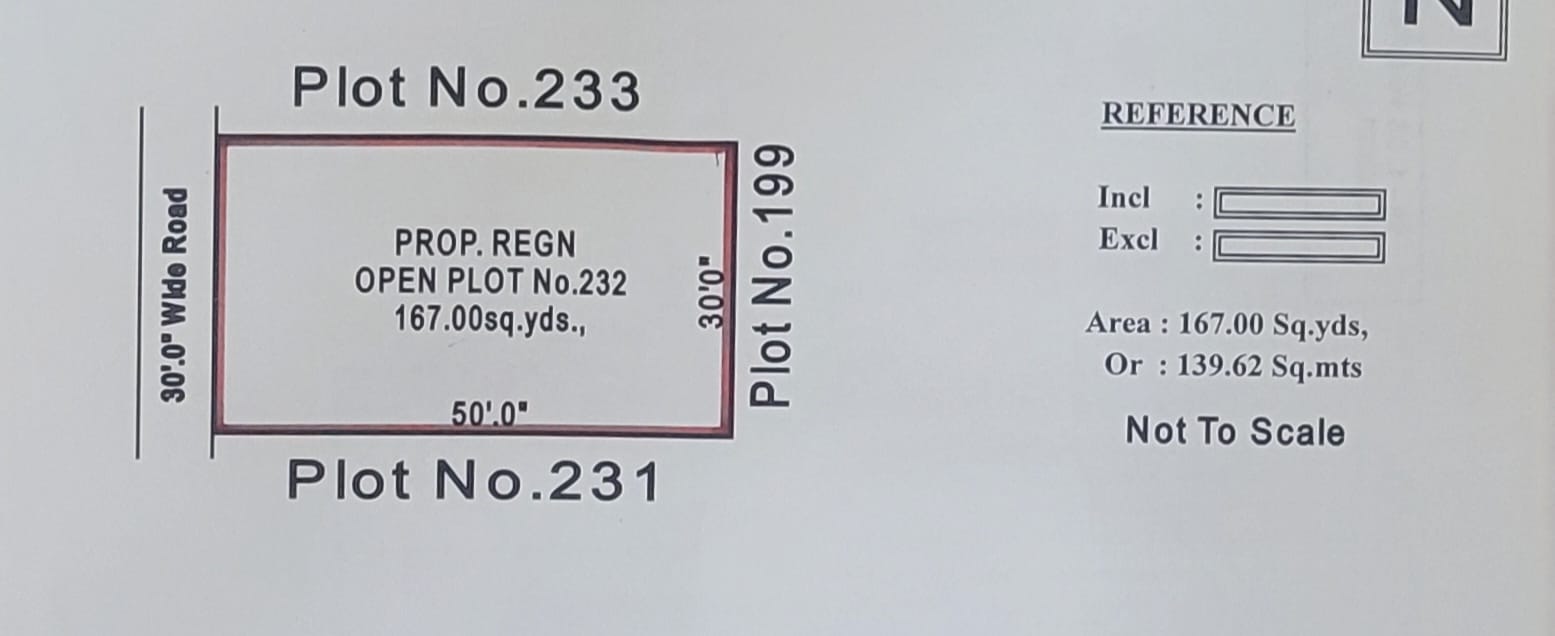 N
Plot No.233
REFERENCE
30'.0" Wide Road
PROP. REGN
OPEN PLOT No.232
167.00sq.yds.,
30'0"
Plot No.199
50'.0"
Plot No.231
Incl :
Excl :
Area : 167.00 Sq.yds,
Or : 139.62 Sq.mts
Not To Scale